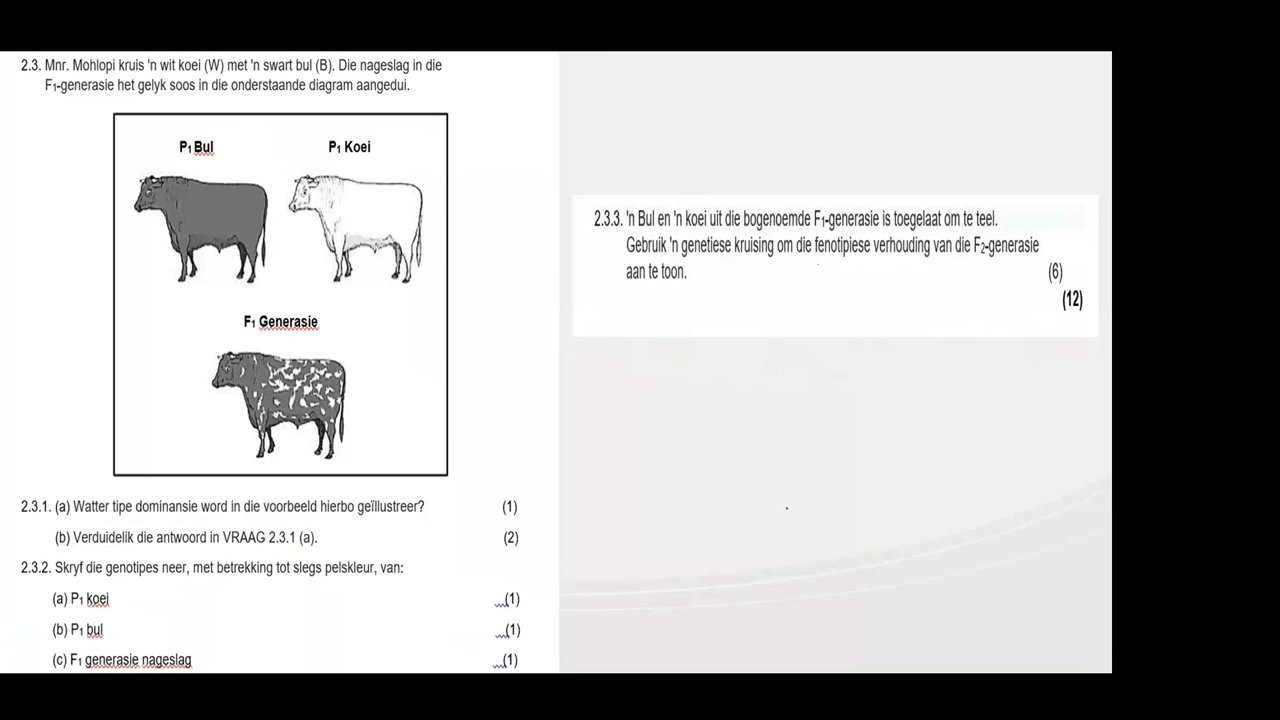 2.3. Mnr. Mohlopi kruis 'n wit koei (W) met 'n swart bul (B). Die nageslag in die
F₁-generasie het gelyk soos in die onderstaande diagram aangedui.
P₁ Bul
P₁ Koei
F₁ Generasie
2.3.1. (a) Watter tipe dominansie word in die voorbeeld hierbo geïllustreer? (1)
(b) Verduidelik die antwoord in VRAAG 2.3.1 (a). (2)
2.3.2. Skryf die genotipes neer, met betrekking tot slegs pelskleur, van:
(a) P₁ koei (1)
(b) P₁ bul (1)
(c) F₁ generasie nageslag (1)
2.3.3. 'n Bul en 'n koei uit die bogenoemde F₁-generasie is toegelaat om te teel.
Gebruik 'n genetiese kruising om die fenotipiese verhouding van die F₂-generasie
aan te toon. (6)
(12)